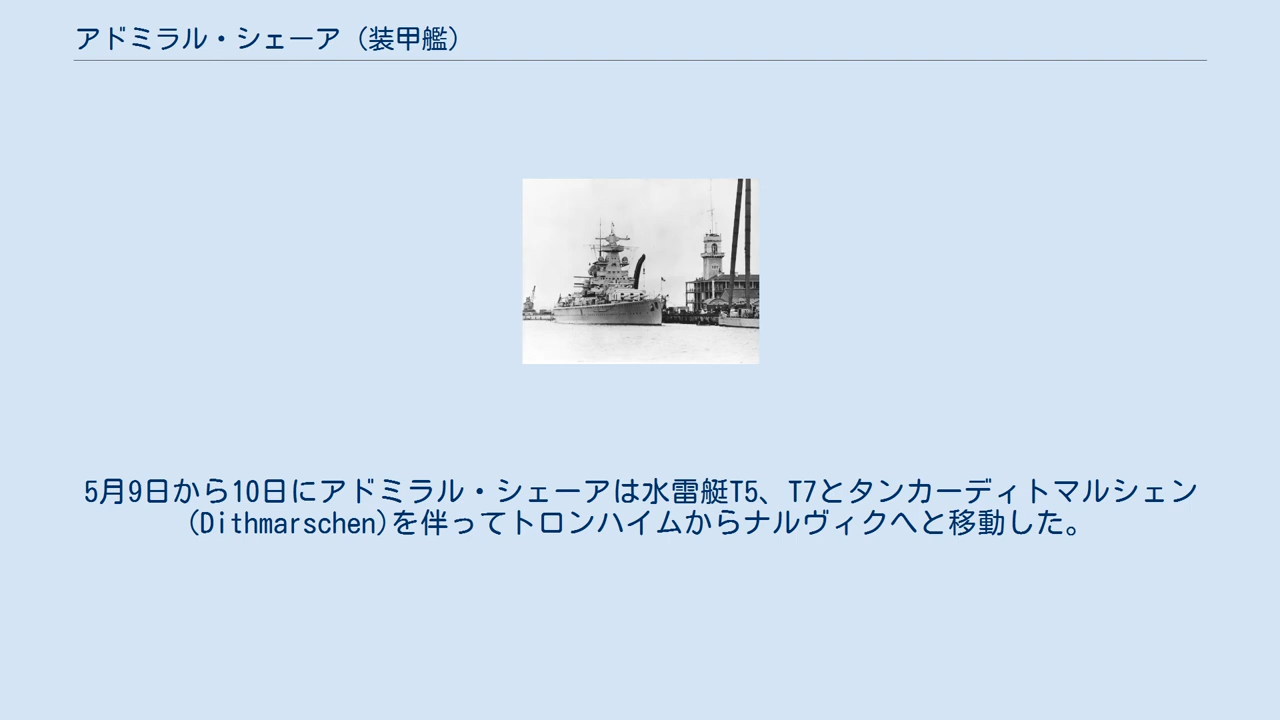 アドミラル・シェーア（装甲艦）
5月9日から10日にアドミラル・シェーアは水雷艇T5、T7とタンカーディトマルシェン
(Dithmarschen)を伴ってトロンハイムからナルヴィクへと移動した。